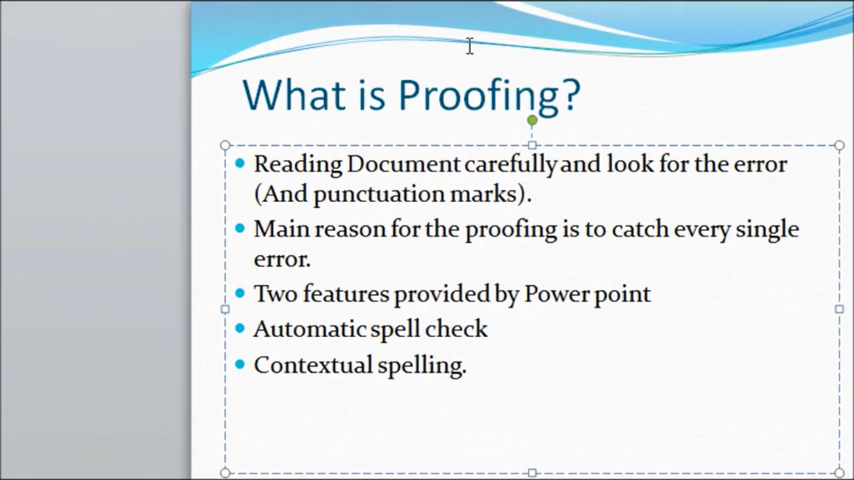 What is Proofing?
Reading Document carefully and look for the error
(And punctuation marks).
Main reason for the proofing is to catch every single
error.
Two features provided by Power point
Automatic spell check
Contextual spelling.